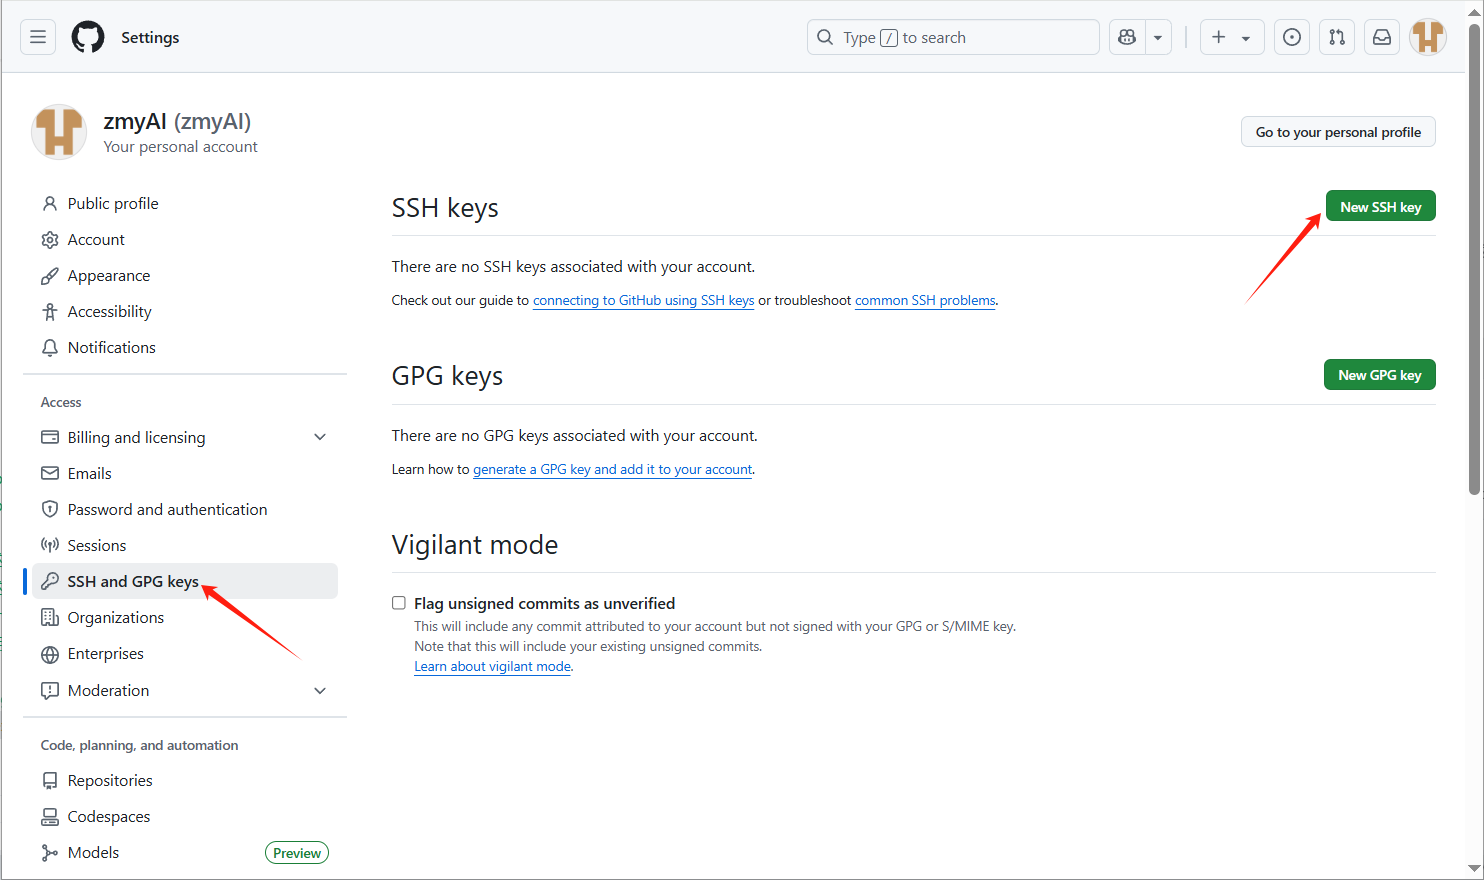 Settings
Type / to search
zmyAI (zmyAI)
Your personal account
Go to your personal profile
Public profile
Account
Appearance
Accessibility
Notifications
Access
Billing and licensing
Emails
Password and authentication
Sessions
SSH and GPG keys
Organizations
Enterprises
Moderation
Code, planning, and automation
Repositories
Codespaces
Models
Preview
SSH keys
New SSH key
There are no SSH keys associated with your account.
Check out our guide to connecting to GitHub using SSH keys or troubleshoot common SSH problems.
GPG keys
New GPG key
There are no GPG keys associated with your account.
Learn how to generate a GPG key and add it to your account.
Vigilant mode
Flag unsigned commits as unverified
This will include any commit attributed to your account but not signed with your GPG or S/MIME key.
Note that this will include your existing unsigned commits.
Learn about vigilant mode.